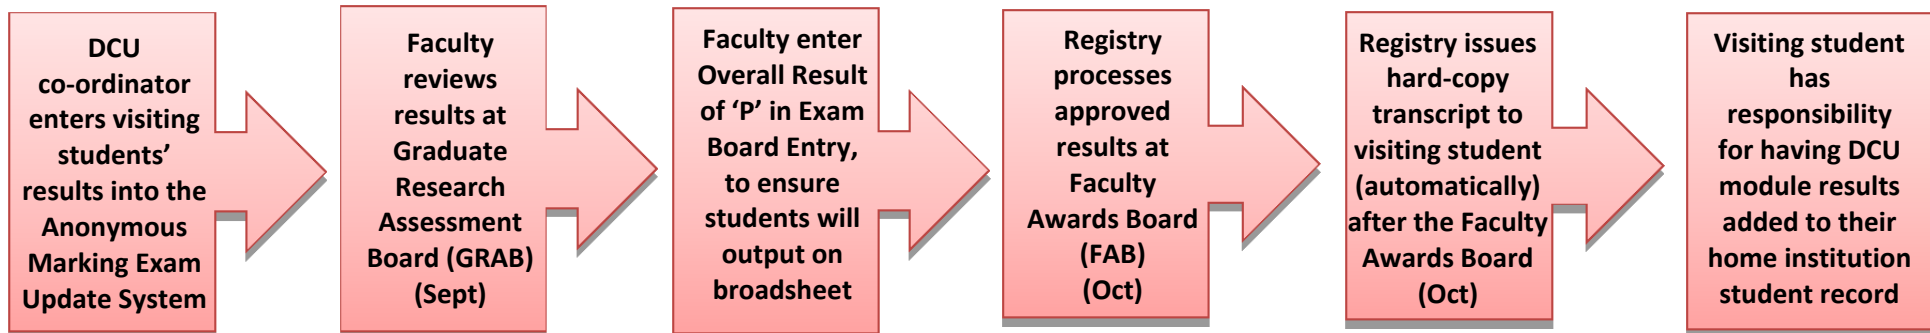 DCU
co-ordinator
enters visiting
students’
results into the
Anonymous
Marking Exam
Update System
Faculty
reviews
results at
Graduate
Research
Assessment
Board (GRAB)
(Sept)
Faculty enter
Overall Result
of ‘P’ in Exam
Board Entry,
to ensure
students will
output on
broadsheet
Registry
processes
approved
results at
Faculty
Awards Board
(FAB)
(Oct)
Registry issues
hard-copy
transcript to
visiting student
(automatically)
after the Faculty
Awards Board
(Oct)
Visiting student
has
responsibility
for having DCU
module results
added to their
home institution
student record